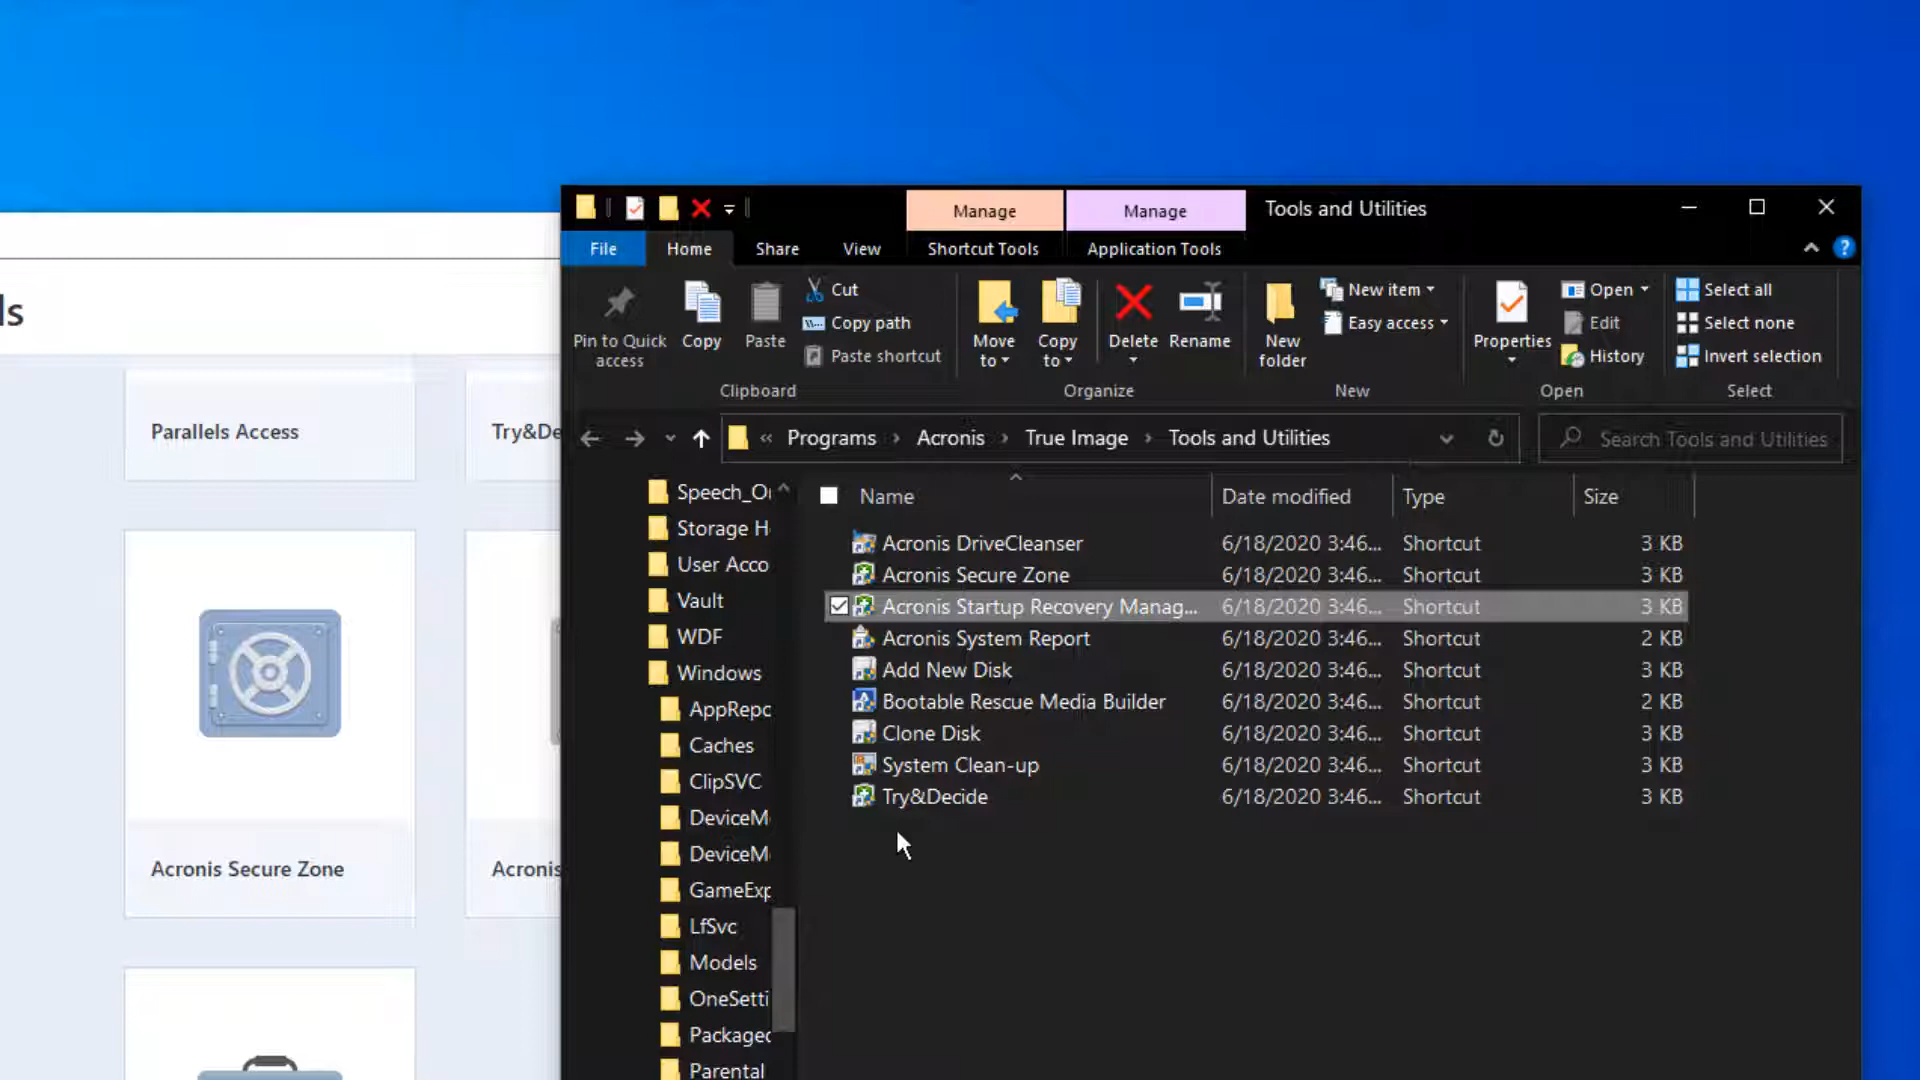 ls
Parallels Access
Try&De
Acronis Secure Zone
Acronis
Manage
Manage
Tools and Utilities
File
Home
Share
View
Shortcut Tools
Application Tools
?
Pin to Quick
access
Copy
Paste
Cut
Copy path
Paste shortcut
Clipboard
Move
to
Copy
to
Delete
Rename
Organize
New
folder
New item
Easy access
New
Properties
Open
Edit
History
Open
Select all
Select none
Invert selection
Select
« Programs › Acronis › True Image › Tools and Utilities
Search Tools and Utilities
Speech_O
Storage H
User Acco
Vault
WDF
Windows
AppRepo
Caches
ClipSVC
DeviceM
DeviceM
GameExp
LfSvc
Models
OneSetti
Packaged
Parental
Name Date modified Type Size
Acronis DriveCleanser 6/18/2020 3:46... Shortcut 3 KB
Acronis Secure Zone 6/18/2020 3:46... Shortcut 3 KB
Acronis Startup Recovery Manag... 6/18/2020 3:46... Shortcut 3 KB
Acronis System Report 6/18/2020 3:46... Shortcut 2 KB
Add New Disk 6/18/2020 3:46... Shortcut 3 KB
Bootable Rescue Media Builder 6/18/2020 3:46... Shortcut 2 KB
Clone Disk 6/18/2020 3:46... Shortcut 3 KB
System Clean-up 6/18/2020 3:46... Shortcut 3 KB
Try&Decide 6/18/2020 3:46... Shortcut 3 KB